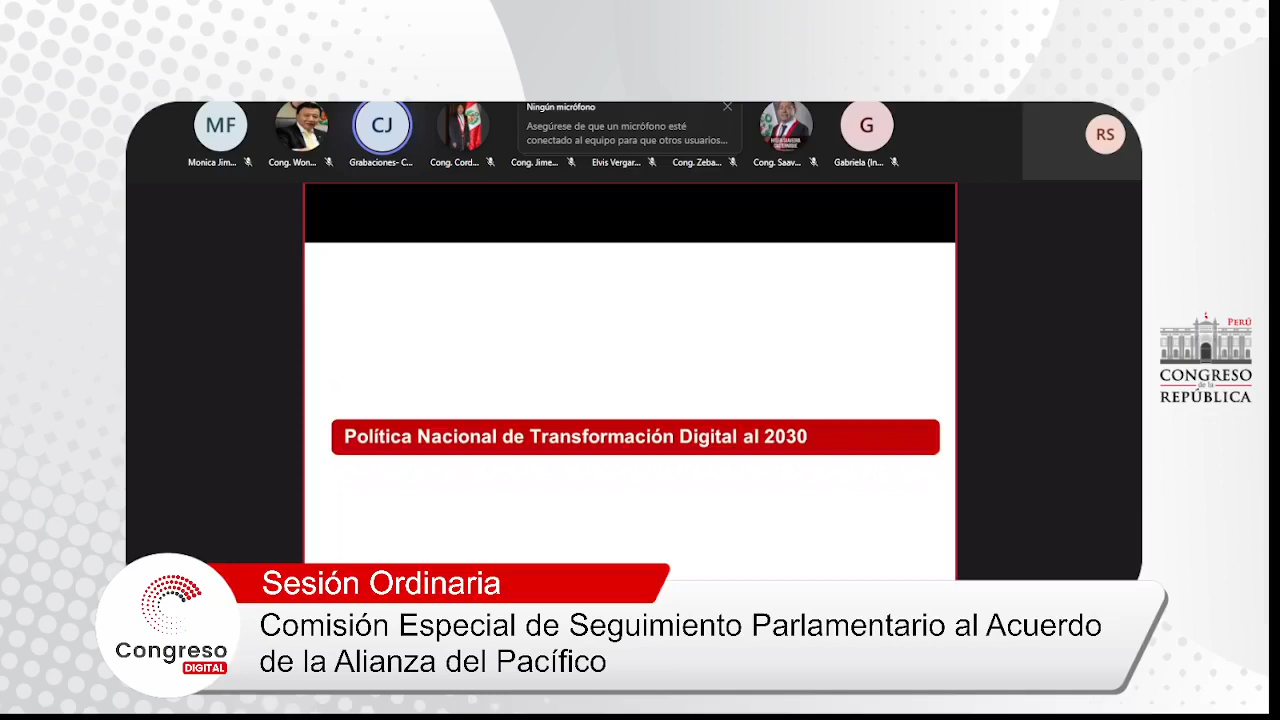 Ningún micrófono
Asegúrese de que un micrófono esté
conectado al equipo para que otros usuarios...
MF
CJ
G
RS
Monica Jim...
Cong. Won...
Grabaciones- C...
Cong. Cord...
Cong. Jime...
Elvis Vergar...
Cong. Zeba...
Cong. Saav...
Gabriela (In...
Política Nacional de Transformación Digital al 2030
PERÚ
CONGRESO
de la
REPÚBLICA
Sesión Ordinaria
Comisión Especial de Seguimiento Parlamentario al Acuerdo
de la Alianza del Pacífico
Congreso
DIGITAL